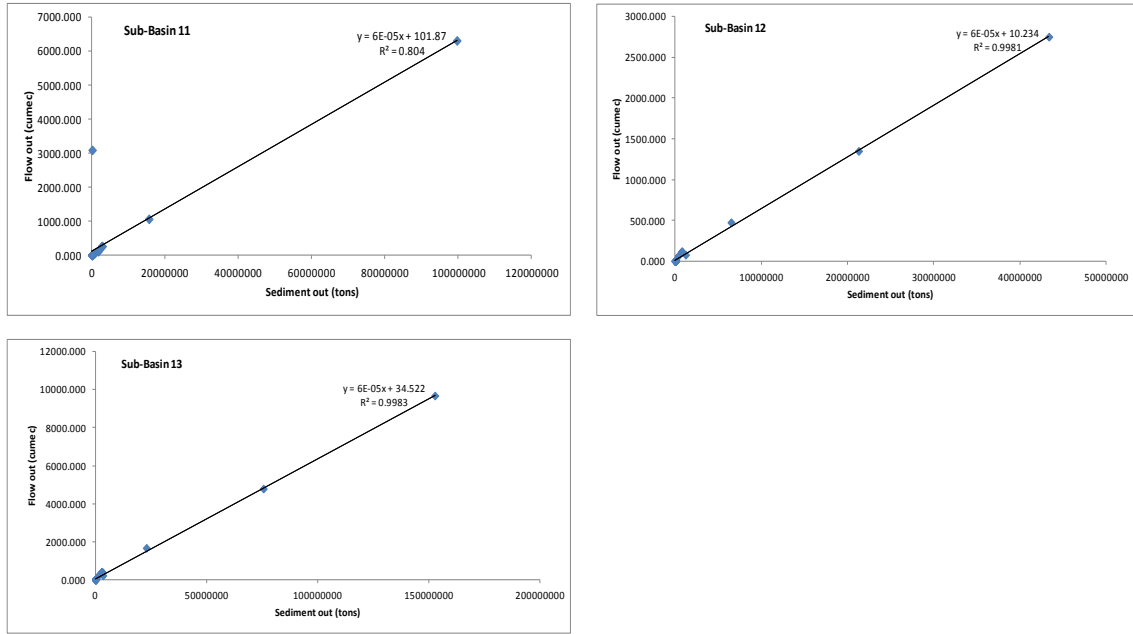 Sub-Basin 11
y = 6E-05x + 101.87
R² = 0.804
Flow out (cumec)
7000.000
6000.000
5000.000
4000.000
3000.000
2000.000
1000.000
0.000
0 20000000 40000000 60000000 80000000 100000000 120000000
Sediment out (tons)
Sub-Basin 12
y = 6E-05x + 10.234
R² = 0.9981
Flow out (cumec)
3000.000
2500.000
2000.000
1500.000
1000.000
500.000
0.000
0 10000000 20000000 30000000 40000000 50000000
Sediment out (tons)
Sub-Basin 13
y = 6E-05x + 34.522
R² = 0.9983
Flow out (cumec)
12000.000
10000.000
8000.000
6000.000
4000.000
2000.000
0.000
0 50000000 100000000 150000000 200000000
Sediment out (tons)